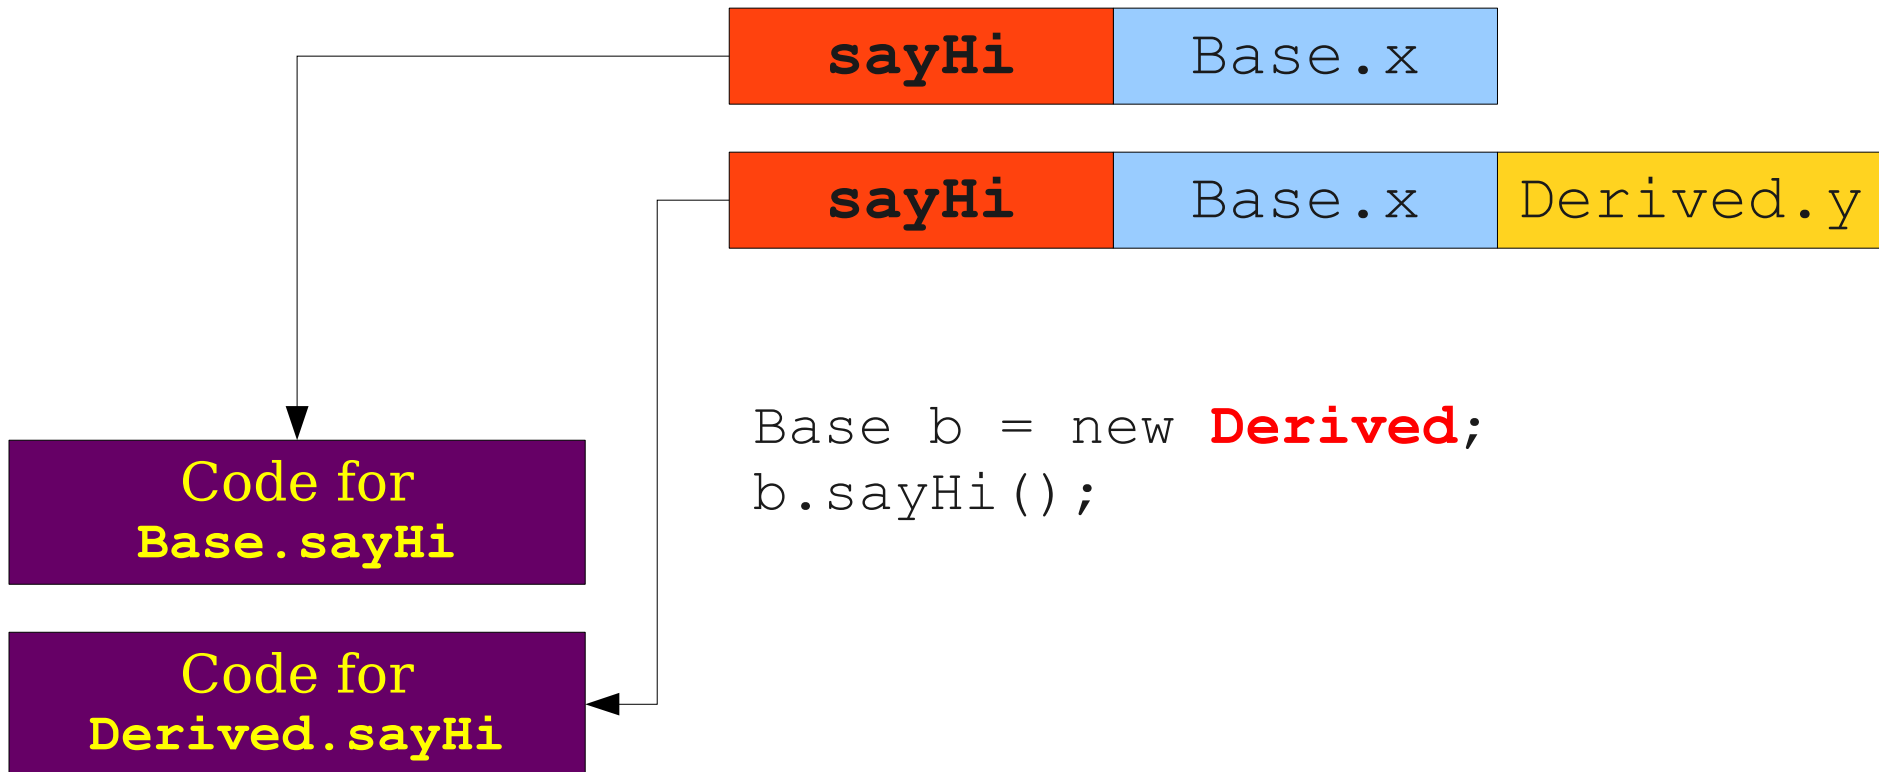 sayHi Base.x
sayHi Base.x Derived.y
Base b = new Derived;
b.sayHi();
Code for
Base.sayHi
Code for
Derived.sayHi